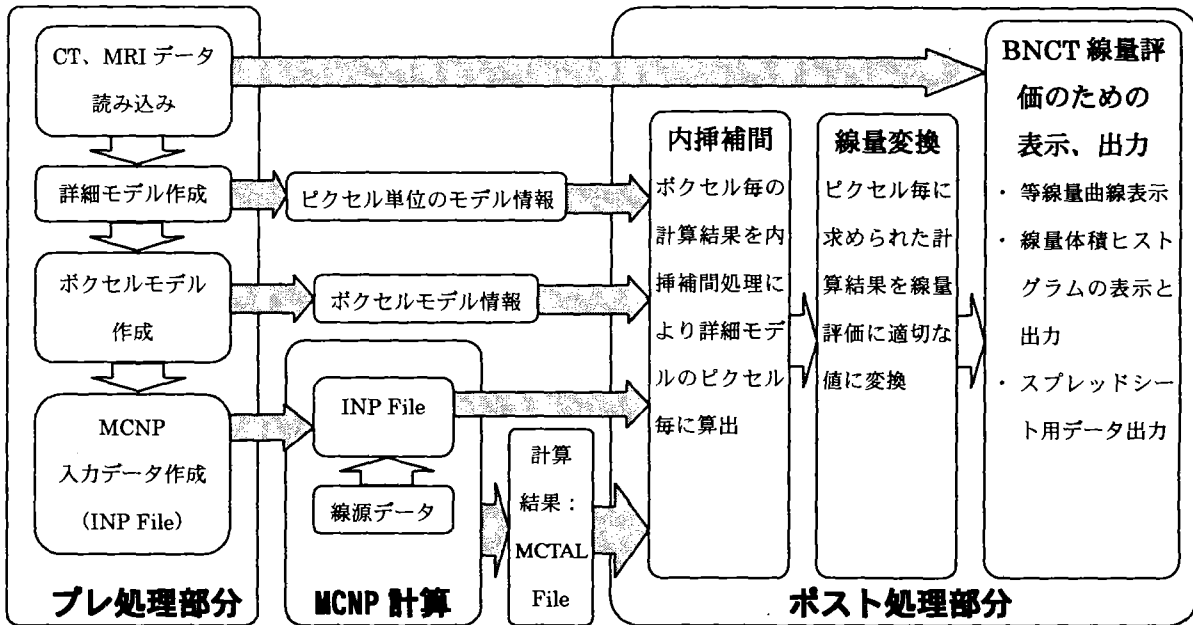 CT、MRI データ
読み込み
詳細モデル作成
ボクセルモデル
作成
MCNP
入力データ作成
(INP File)
プレ処理部分
ピクセル単位のモデル情報
ボクセルモデル情報
INP File
線源データ
MCNP 計算
計算
結果：
MCTAL
File
内挿補間
ボクセル毎の
計算結果を内
挿補間処理に
より詳細モデ
ルのピクセル
毎に算出
線量変換
ピクセル毎に
求められた計
算結果を線量
評価に適切な
値に変換
BNCT 線量評
価のための
表示、出力
・ 等線量曲線表示
・ 線量体積ヒスト
グラムの表示と
出力
・ スプレッドシー
ト用データ出力
ポスト処理部分